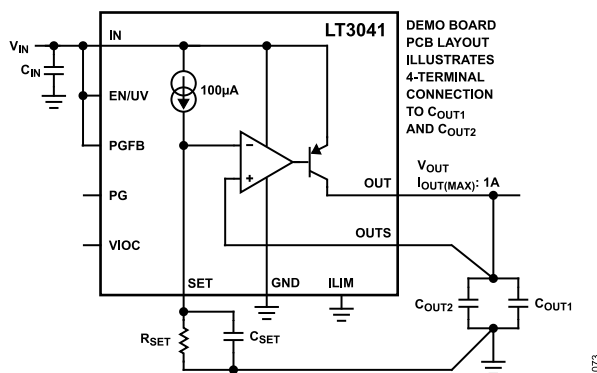 LT3041
DEMO BOARD
PCB LAYOUT
ILLUSTRATES
4-TERMINAL
CONNECTION
TO COUT1
AND COUT2
VIN
IN
CIN
100µA
EN/UV
PGFB
−
+
PG
VIOC
OUT
VOUT
IOUT(MAX): 1A
OUTS
SET
GND
ILIM
COUT2
COUT1
RSET
CSET
073